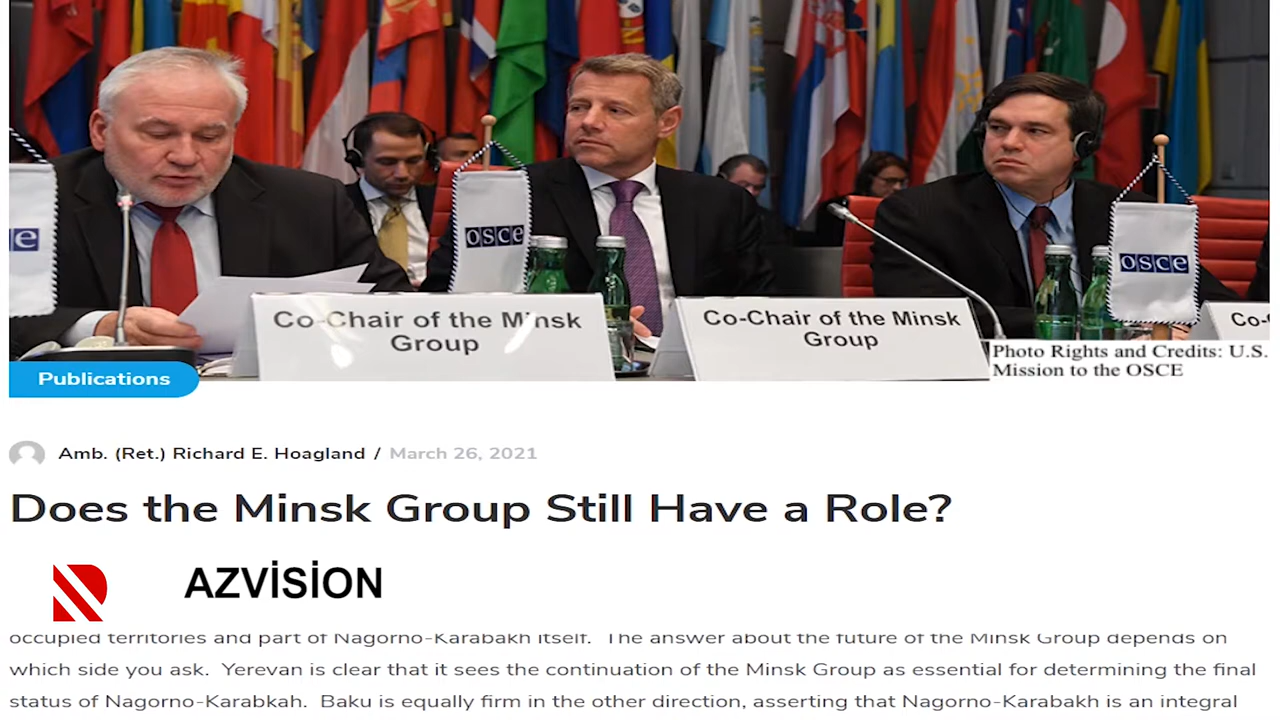 e
OSCE
OSCE
Co-Chair of the Minsk
Group
Co-Chair of the Minsk
Group
Co-
Photo Rights and Credits: U.S.
Mission to the OSCE
Publications
Amb. (Ret.) Richard E. Hoagland / March 26, 2021
Does the Minsk Group Still Have a Role?
AZVİSİON
occupied territories and part of Nagorno-Karabakh itself. The answer about the future of the Minsk Group depends on
which side you ask. Yerevan is clear that it sees the continuation of the Minsk Group as essential for determining the final
status of Nagorno-Karabkah. Baku is equally firm in the other direction, asserting that Nagorno-Karabakh is an integral